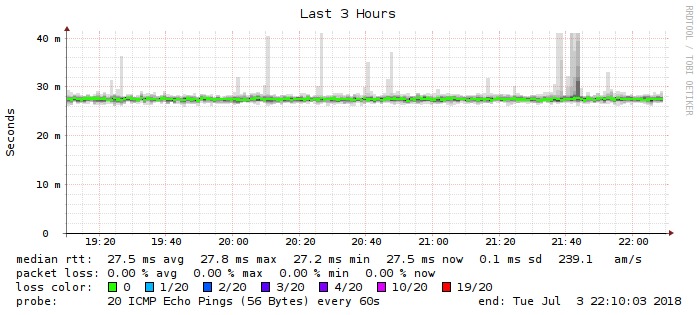 Last 3 Hours
RRDTOOL / TOBI OETIKER
Seconds
40 m
30 m
20 m
10 m
0
19:20 19:40 20:00 20:20 20:40 21:00 21:20 21:40 22:00
median rtt: 27.5 ms avg 27.8 ms max 27.2 ms min 27.5 ms now 0.1 ms sd 239.1 am/s
packet loss: 0.00 % avg 0.00 % max 0.00 % min 0.00 % now
loss color: 0 1/20 2/20 3/20 4/20 10/20 19/20
probe: 20 ICMP Echo Pings (56 Bytes) every 60s end: Tue Jul 3 22:10:03 2018